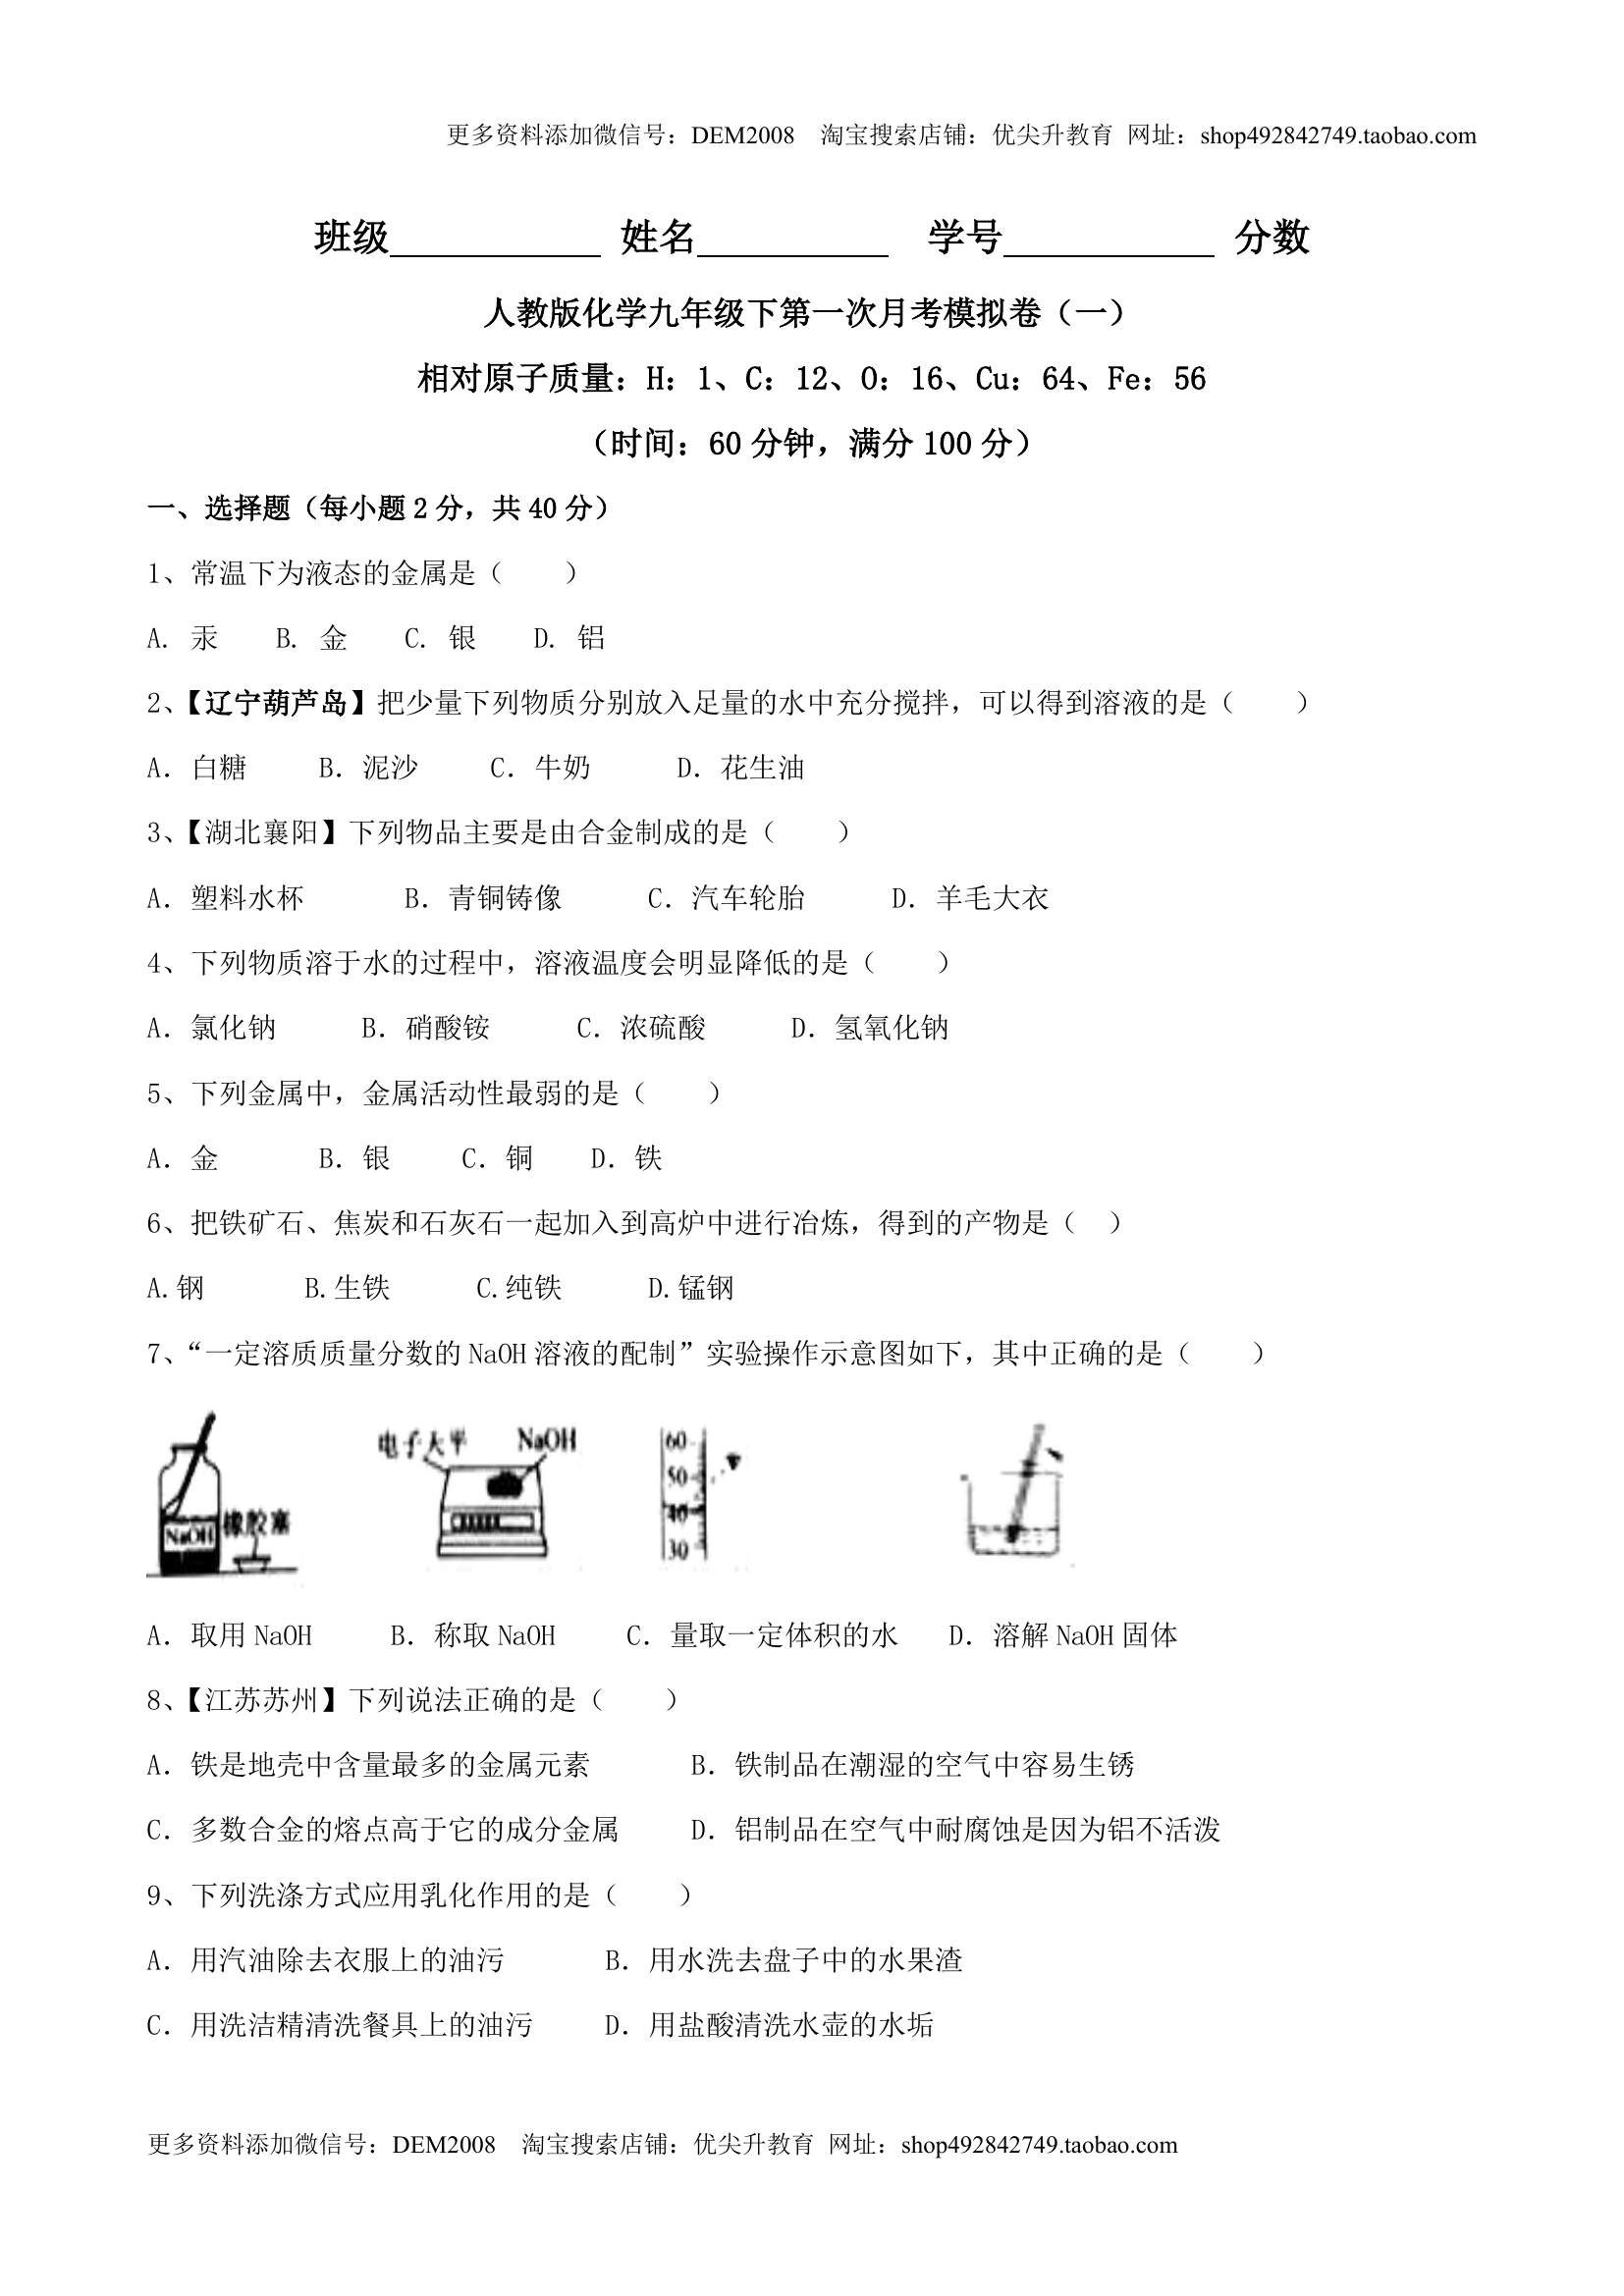 更多资料添加微信号：DEM2008 淘宝搜索店铺：优尖升教育 网址：shop492842749.taobao.com
班级 姓名 学号 分数
人教版化学九年级下第一次月考模拟卷（一）
相对原子质量：H：1、C：12、O：16、Cu：64、Fe：56
（时间：60 分钟，满分 100 分）
一、选择题（每小题 2 分，共 40 分）
1、常温下为液态的金属是（ ）
A. 汞 B. 金 C. 银 D. 铝
2、【辽宁葫芦岛】把少量下列物质分别放入足量的水中充分搅拌，可以得到溶液的是（ ）
A．白糖 B．泥沙 C．牛奶 D．花生油
3、【湖北襄阳】下列物品主要是由合金制成的是（ ）
A．塑料水杯 B．青铜铸像 C．汽车轮胎 D．羊毛大衣
4、下列物质溶于水的过程中，溶液温度会明显降低的是（ ）
A．氯化钠 B．硝酸铵 C．浓硫酸 D．氢氧化钠
5、下列金属中，金属活动性最弱的是（ ）
A．金 B．银 C．铜 D．铁
6、把铁矿石、焦炭和石灰石一起加入到高炉中进行冶炼，得到的产物是（ ）
A.钢 B.生铁 C.纯铁 D.锰钢
7、“一定溶质质量分数的 NaOH 溶液的配制”实验操作示意图如下，其中正确的是（ ）
NaOH 橡胶塞
电子天平 NaOH
60
50
40
30
A．取用 NaOH B．称取 NaOH C．量取一定体积的水 D．溶解 NaOH 固体
8、【江苏苏州】下列说法正确的是（ ）
A．铁是地壳中含量最多的金属元素 B．铁制品在潮湿的空气中容易生锈
C．多数合金的熔点高于它的成分金属 D．铝制品在空气中耐腐蚀是因为铝不活泼
9、下列洗涤方式应用乳化作用的是（ ）
A．用汽油除去衣服上的油污 B．用水洗去盘子中的水果渣
C．用洗洁精清洗餐具上的油污 D．用盐酸清洗水壶的水垢
更多资料添加微信号：DEM2008 淘宝搜索店铺：优尖升教育 网址：shop492842749.taobao.com